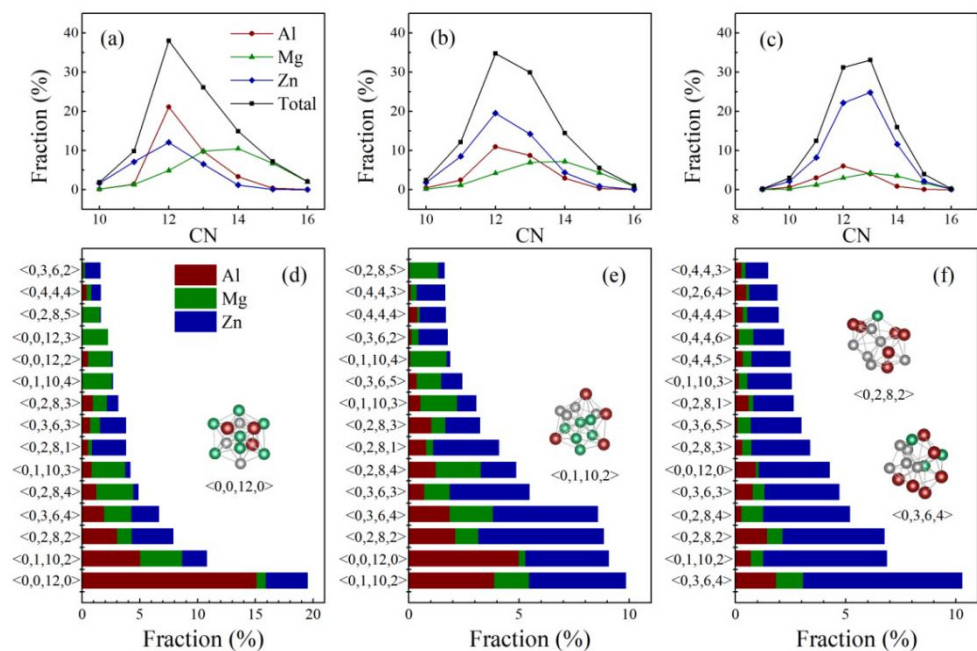 (a)
Al
Mg
Zn
Total
Fraction (%)
40
30
20
10
0
10 12 14 16
CN
(b)
Fraction (%)
40
30
20
10
0
10 12 14 16
CN
(c)
Fraction (%)
40
30
20
10
0
8 10 12 14 16
CN
(d)
Al
Mg
Zn
<0,3,6,2>
<0,4,4,4>
<0,2,8,5>
<0,0,12,3>
<0,0,12,2>
<0,1,10,4>
<0,2,8,3>
<0,3,6,3>
<0,2,8,1>
<0,1,10,3>
<0,2,8,4>
<0,3,6,4>
<0,2,8,2>
<0,1,10,2>
<0,0,12,0>
<0,0,12,0>
0 5 10 15 20
Fraction (%)
(e)
<0,2,8,5>
<0,4,4,3>
<0,4,4,4>
<0,3,6,2>
<0,1,10,4>
<0,3,6,5>
<0,1,10,3>
<0,2,8,3>
<0,2,8,1>
<0,2,8,4>
<0,3,6,3>
<0,3,6,4>
<0,2,8,2>
<0,0,12,0>
<0,1,10,2>
<0,1,10,2>
0 5 10
Fraction (%)
(f)
<0,4,4,3>
<0,2,6,4>
<0,4,4,4>
<0,4,4,6>
<0,4,4,5>
<0,1,10,3>
<0,2,8,1>
<0,3,6,5>
<0,2,8,3>
<0,0,12,0>
<0,3,6,3>
<0,2,8,4>
<0,2,8,2>
<0,1,10,2>
<0,3,6,4>
<0,2,8,2>
<0,3,6,4>
0 5 10
Fraction (%)